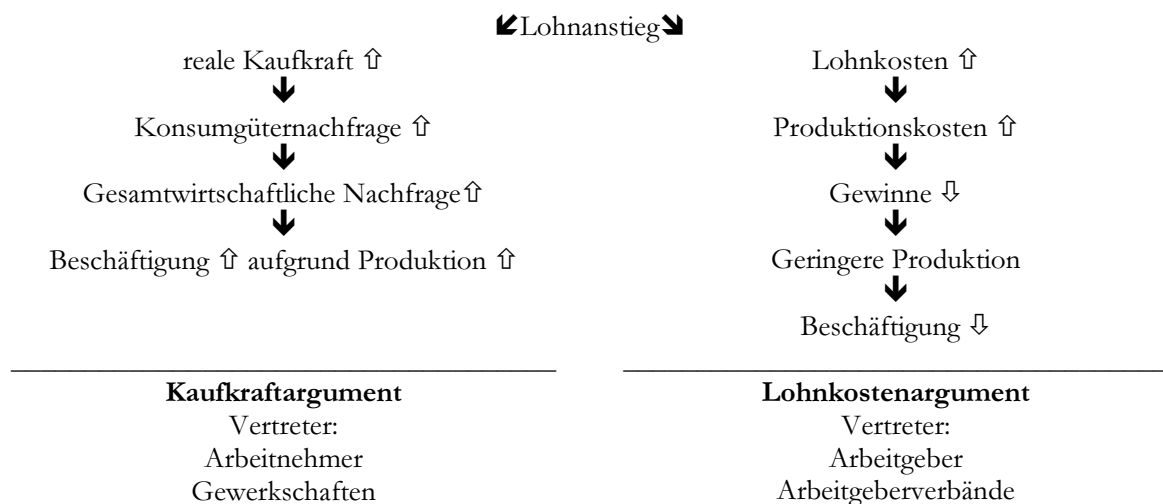 🡿Lohnanstieg🡾
reale Kaufkraft ⇧
🡻
Konsumgüternachfrage ⇧
🡻
Gesamtwirtschaftliche Nachfrage⇧
🡻
Beschäftigung ⇧ aufgrund Produktion ⇧
Kaufkraftargument
Vertreter:
Arbeitnehmer
Gewerkschaften
Lohnkosten ⇧
🡻
Produktionskosten ⇧
🡻
Gewinne ⇩
🡻
Geringere Produktion
🡻
Beschäftigung ⇩
Lohnkostenargument
Vertreter:
Arbeitgeber
Arbeitgeberverbände